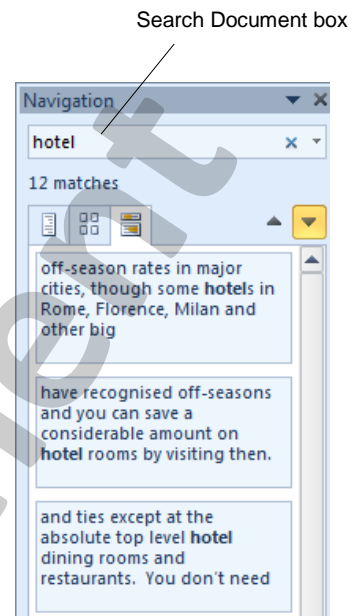 Search Document box
Navigation
hotel
12 matches
off-season rates in major
cities, though some hotels in
Rome, Florence, Milan and
other big
have recognised off-seasons
and you can save a
considerable amount on
hotel rooms by visiting then.
and ties except at the
absolute top level hotel
dining rooms and
restaurants. You don't need